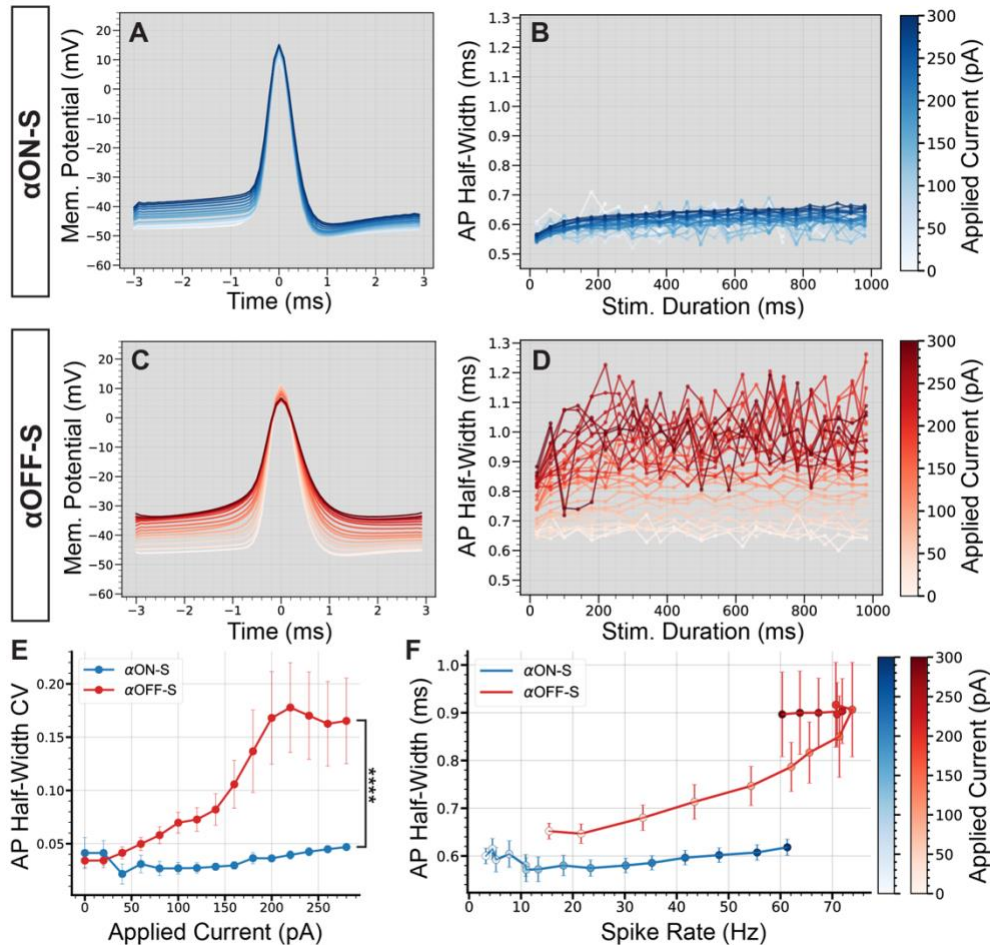 αON-S
A
Mem. Potential (mV)
20
10
0
−10
−20
−30
−40
−50
−60
−3 −2 −1 0 1 2 3
Time (ms)
B
AP Half-Width (ms)
1.3
1.2
1.1
1.0
0.9
0.8
0.7
0.6
0.5
0 200 400 600 800 1000
Stim. Duration (ms)
300
250
200
150
100
50
0
Applied Current (pA)
αOFF-S
C
Mem. Potential (mV)
20
10
0
−10
−20
−30
−40
−50
−60
−3 −2 −1 0 1 2 3
Time (ms)
D
AP Half-Width (ms)
1.3
1.2
1.1
1.0
0.9
0.8
0.7
0.6
0.5
0 200 400 600 800 1000
Stim. Duration (ms)
300
250
200
150
100
50
0
Applied Current (pA)
E
αON-S
αOFF-S
AP Half-Width CV
0.20
0.15
0.10
0.05
0 50 100 150 200 250
Applied Current (pA)
****
F
αON-S
αOFF-S
AP Half-Width (ms)
1.0
0.9
0.8
0.7
0.6
0 10 20 30 40 50 60 70
Spike Rate (Hz)
300
250
200
150
100
50
0
Applied Current (pA)